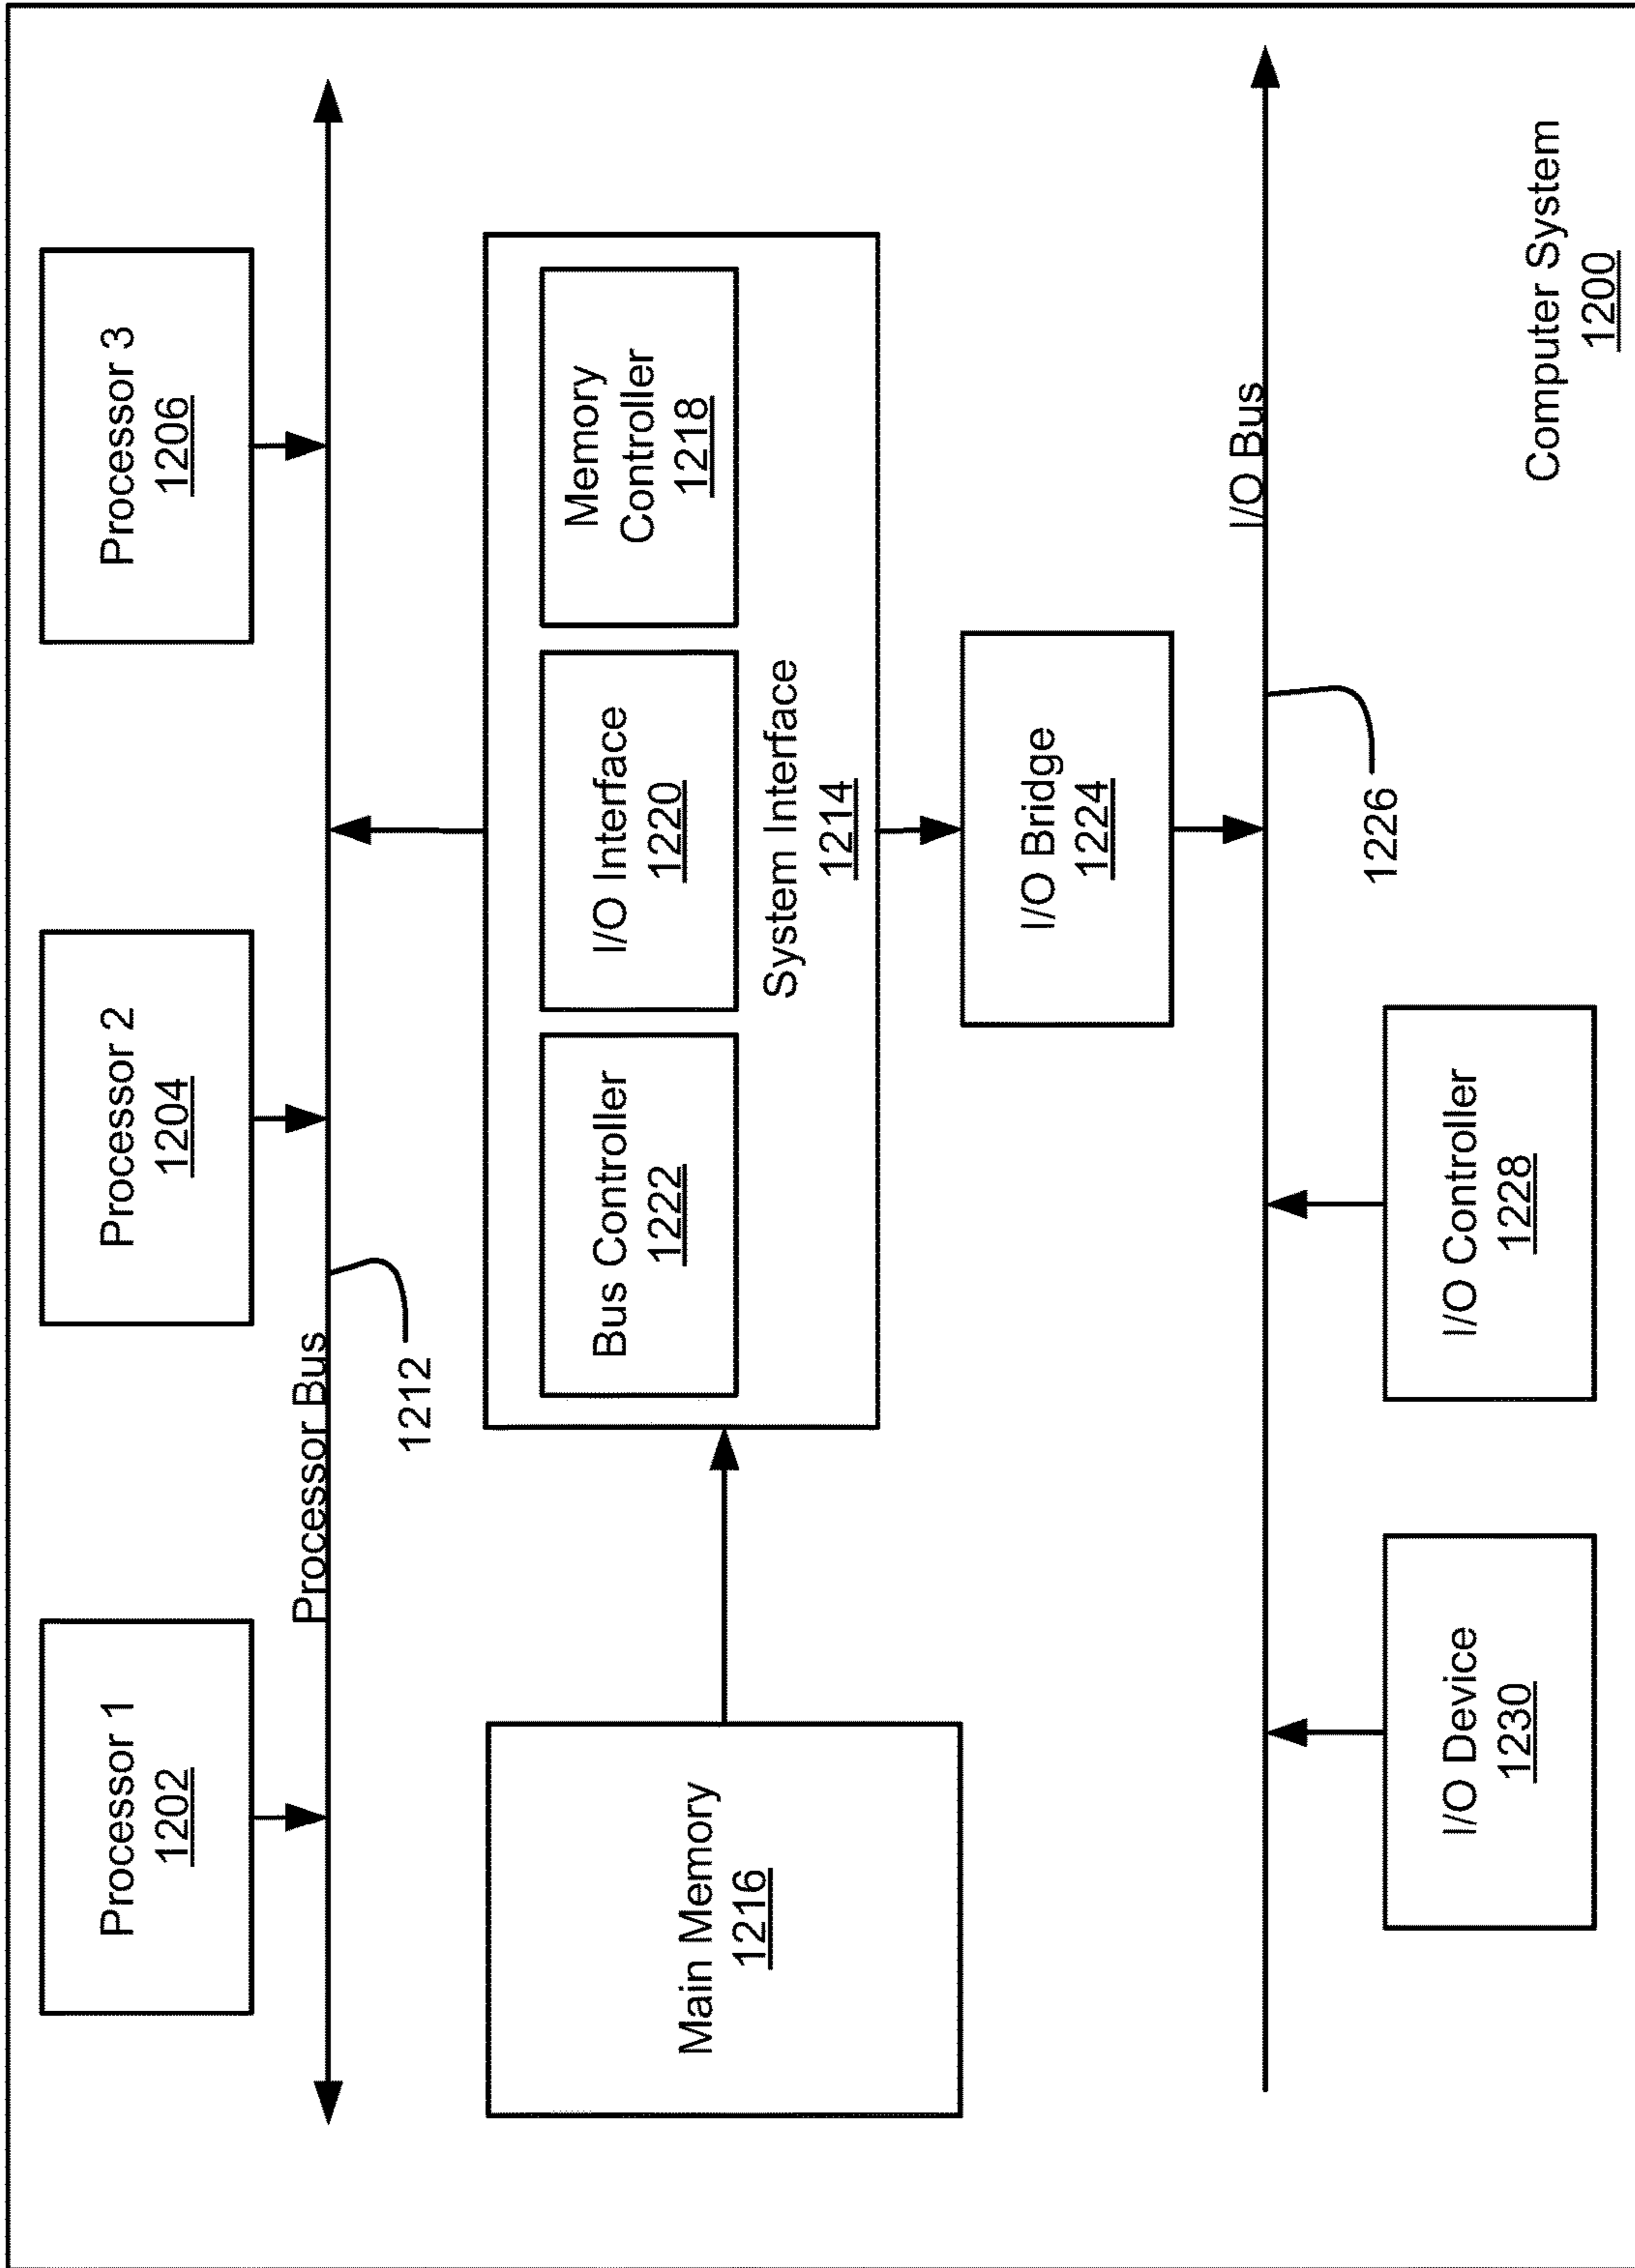 Processor 1
1202
Processor 2
1204
Processor 3
1206
Processor Bus
1212
Main Memory
1216
Bus Controller
1222
I/O Interface
1220
Memory
Controller
1218
System Interface
1214
I/O Bridge
1224
I/O Bus
1226
I/O Device
1230
I/O Controller
1228
Computer System
1200